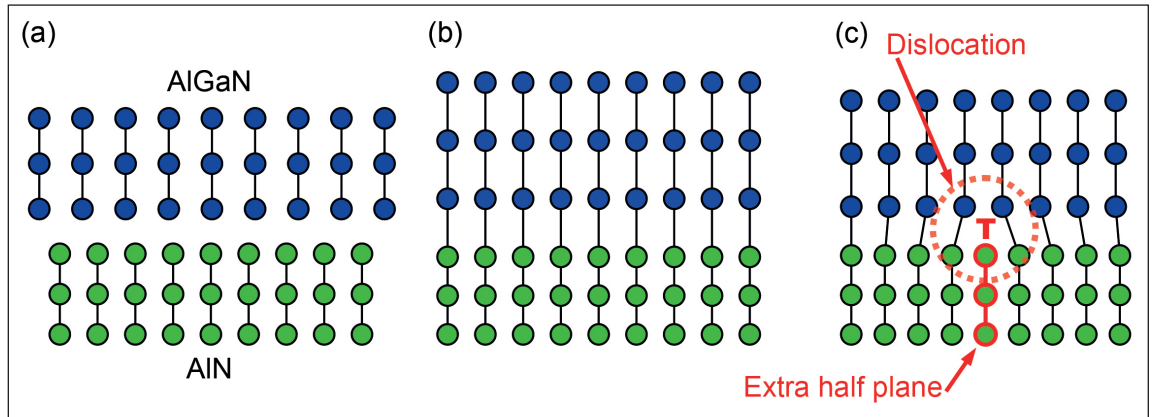 (a)
AlGaN
AlN
(b)
(c)
Dislocation
Extra half plane